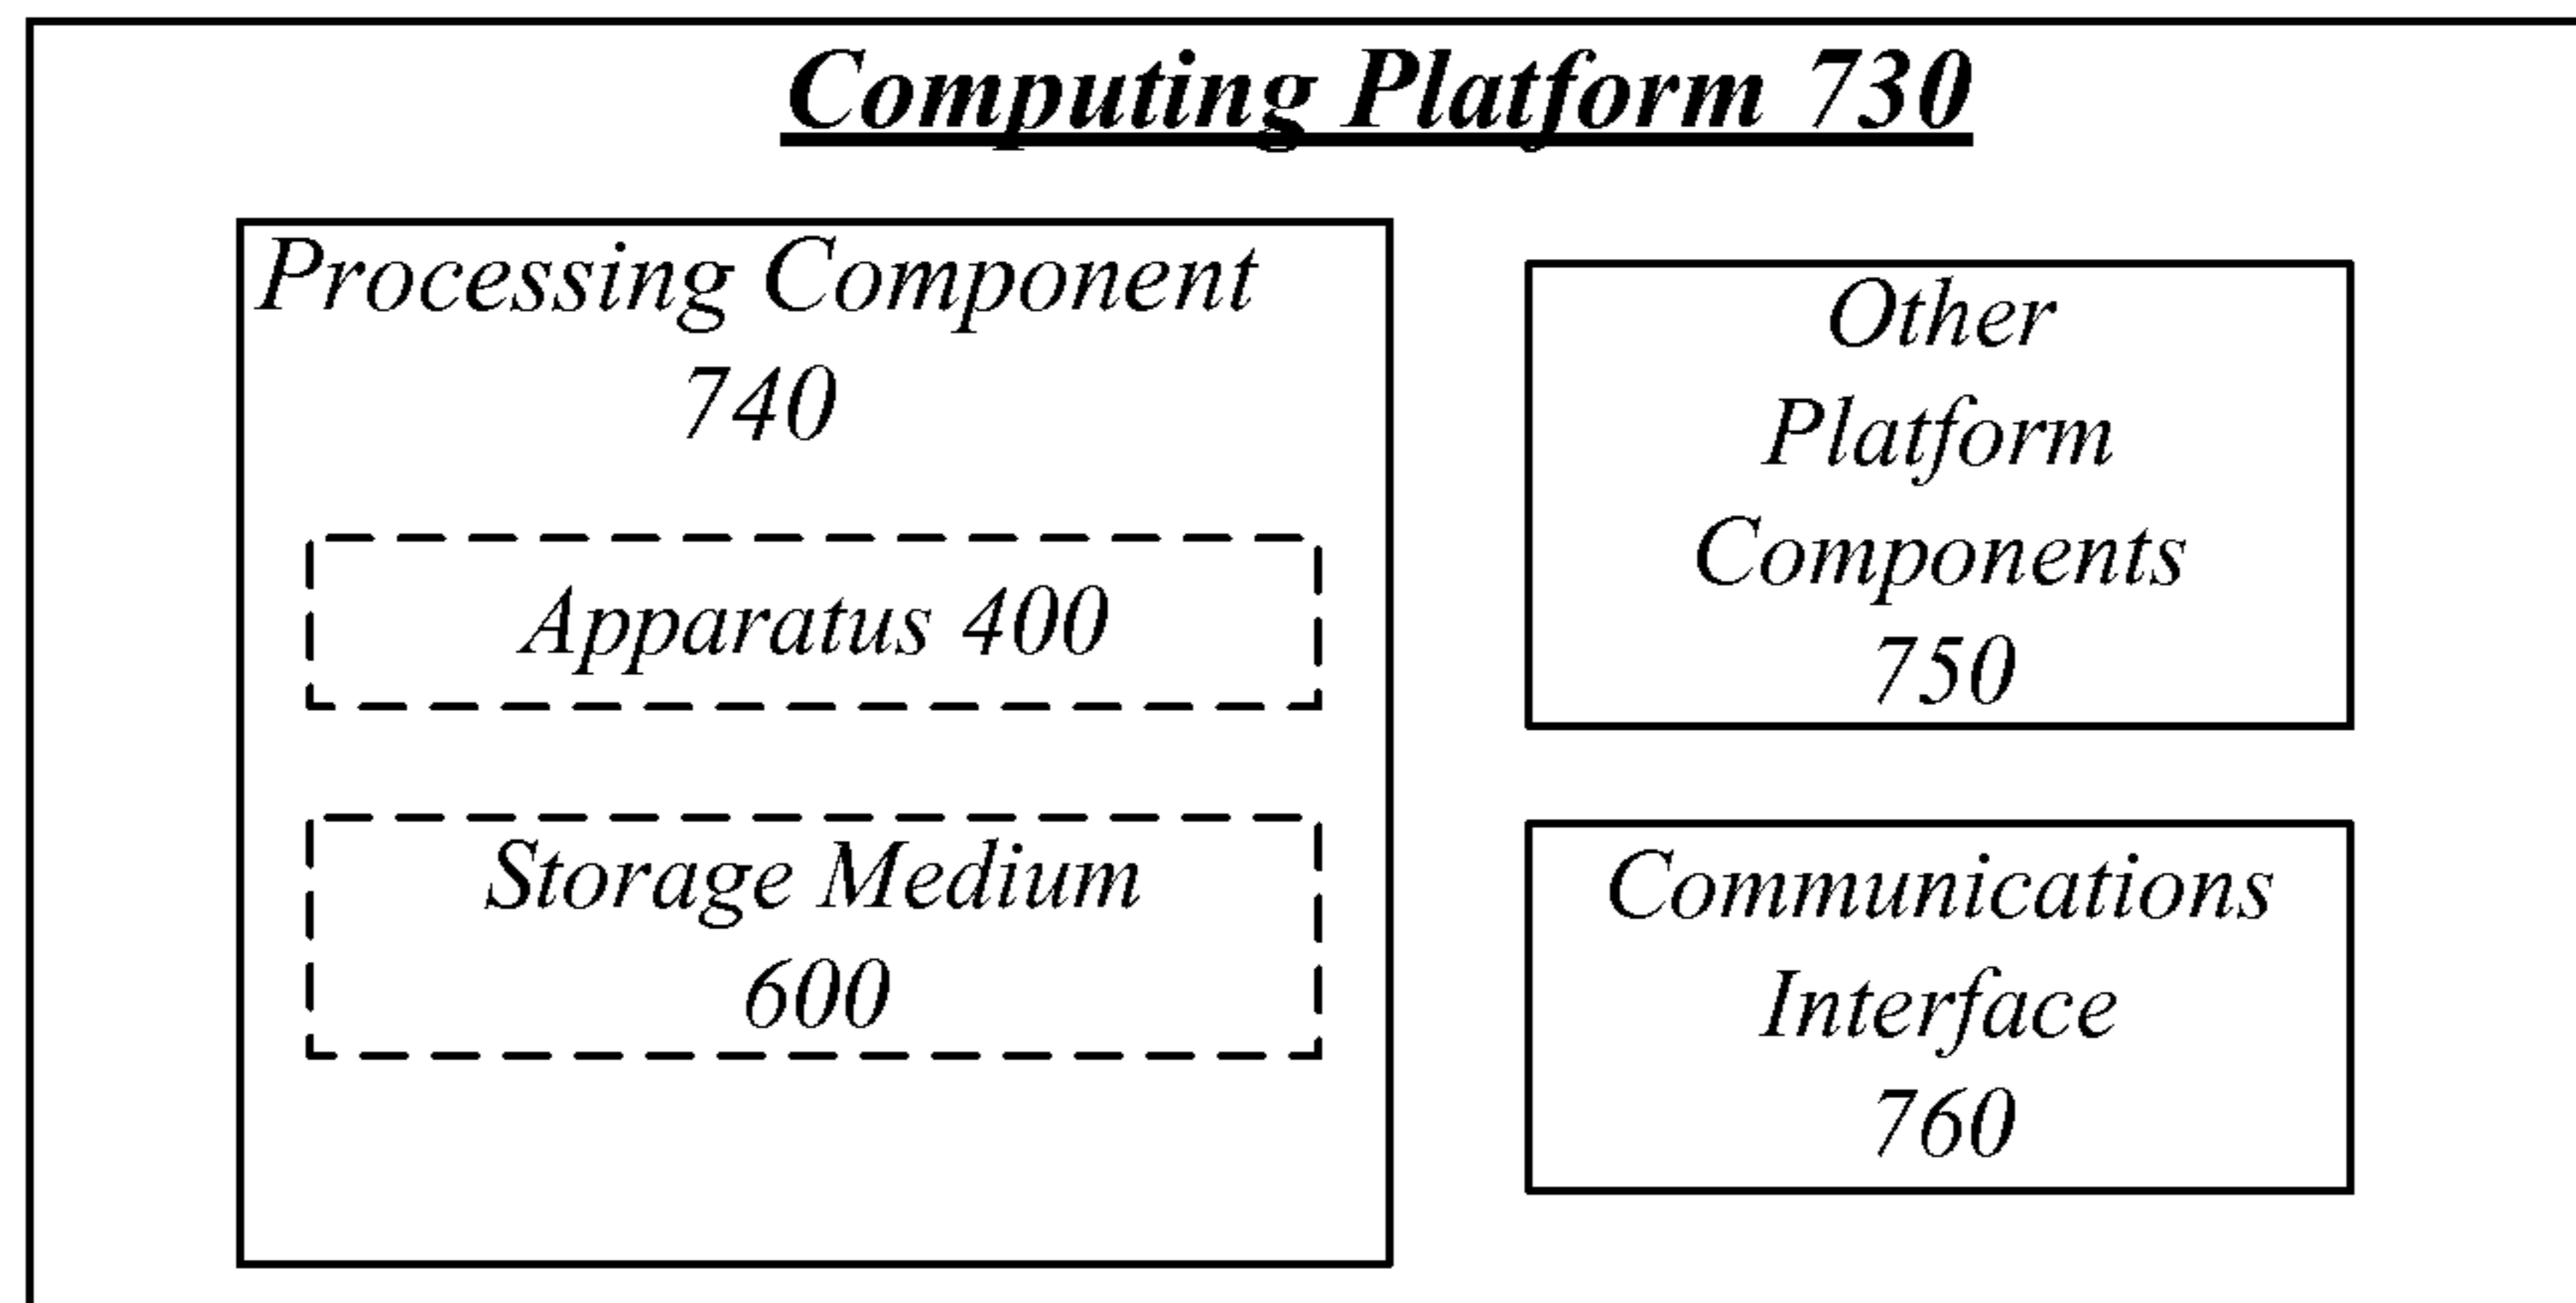 Computing Platform 730
Processing Component
740
Apparatus 400
Storage Medium
600
Other
Platform
Components
750
Communications
Interface
760